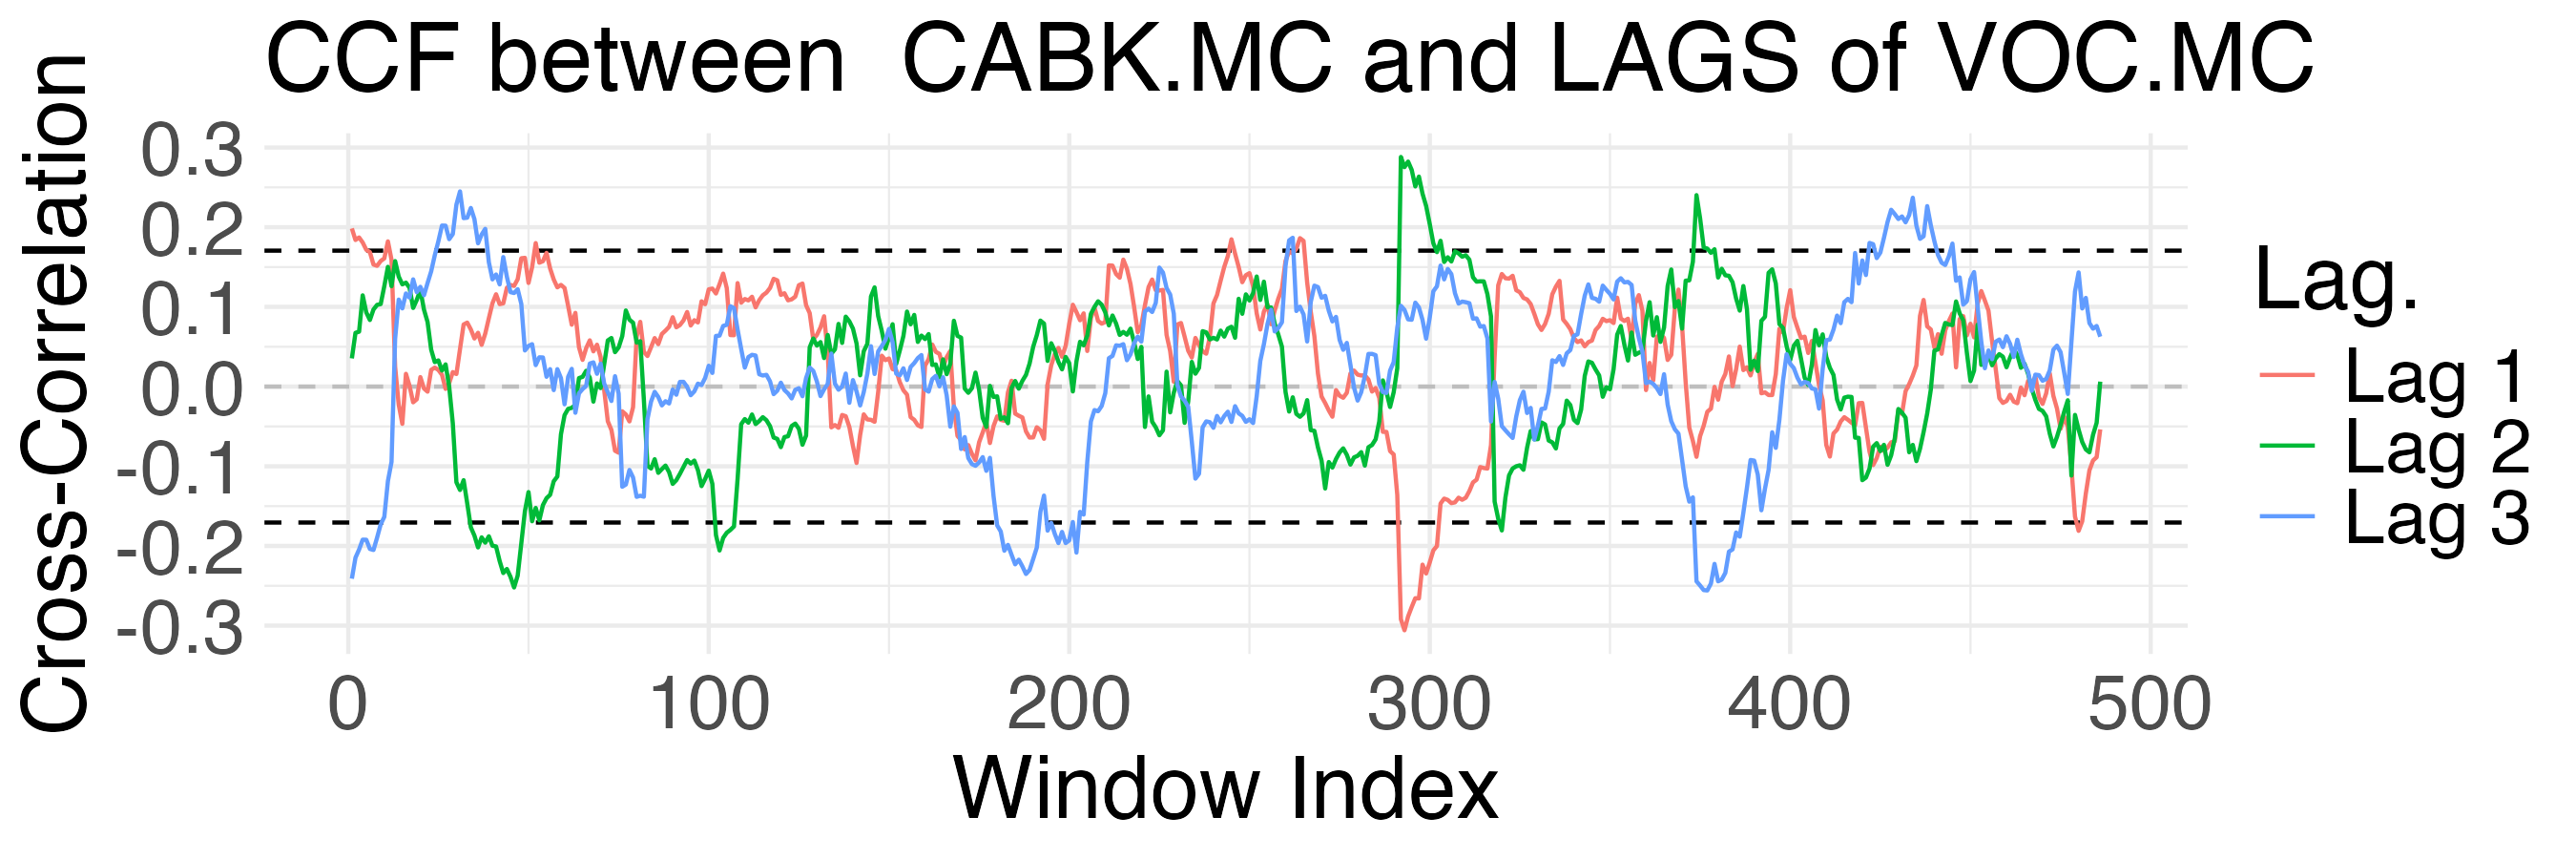 CCF between  CABK.MC and LAGS of VOC.MC
Cross-Correlation
0.3
0.2
0.1
0.0
-0.1
-0.2
-0.3
0 100 200 300 400 500
Window Index
Lag.
Lag 1
Lag 2
Lag 3